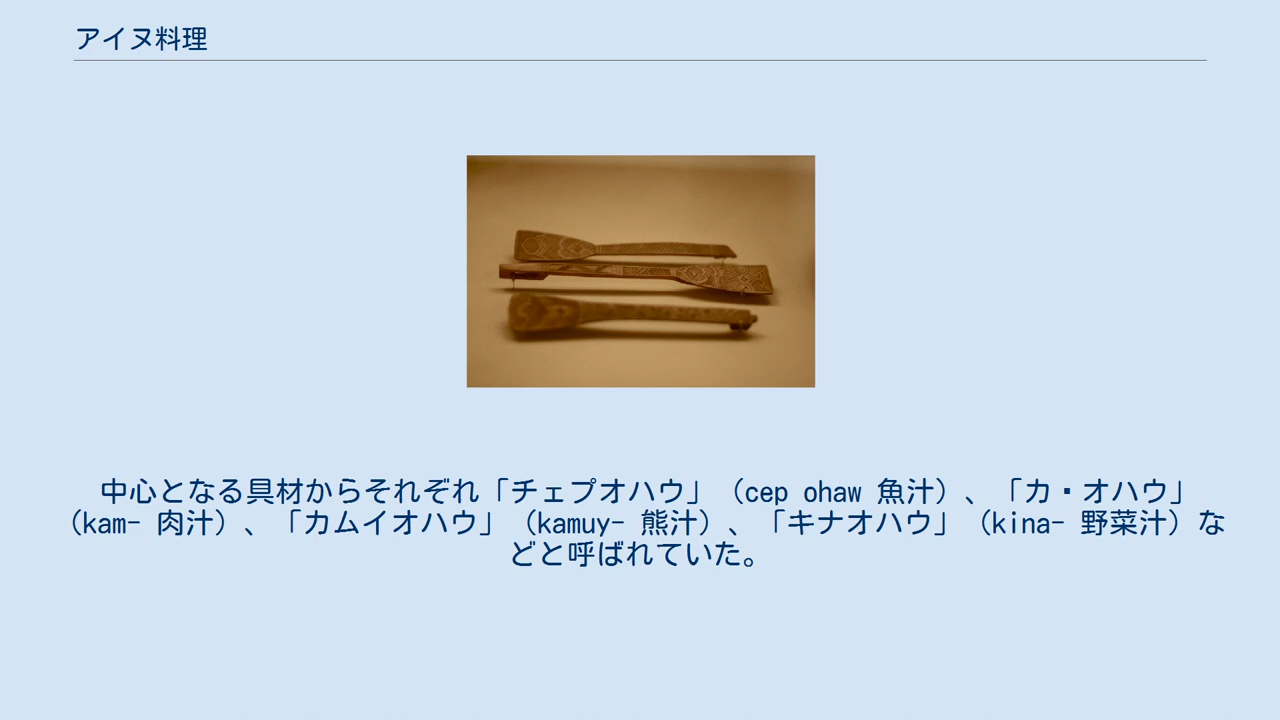 アイヌ料理
中心となる具材からそれぞれ「チェプオハウ」（cep ohaw 魚汁）、「カ・オハウ」
（kam- 肉汁）、「カムイオハウ」（kamuy- 熊汁）、「キナオハウ」（kina- 野菜汁）な
どと呼ばれていた。